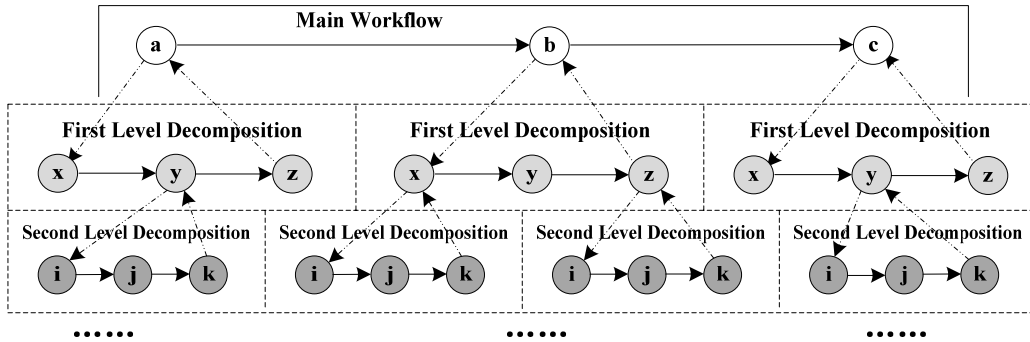 Main Workflow
a b c
First Level Decomposition First Level Decomposition First Level Decomposition
x y z x y z x y z
Second Level Decomposition Second Level Decomposition Second Level Decomposition Second Level Decomposition
i j k i j k i j k i j k
…… …… ……